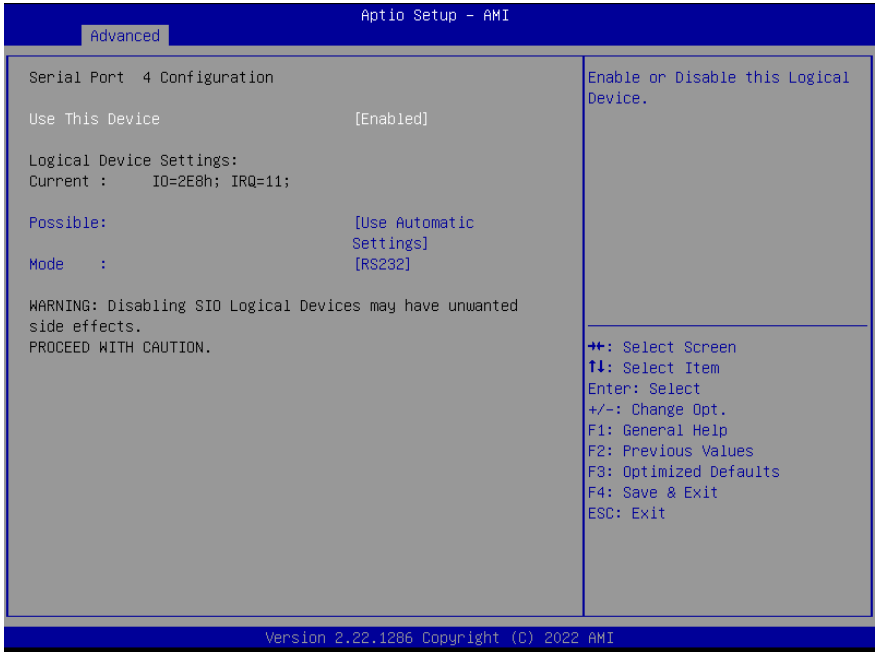 Aptio Setup – AMI
Advanced
Serial Port  4 Configuration
Use This Device [Enabled]
Logical Device Settings:
Current : IO=2E8h; IRQ=11;
Possible: [Use Automatic
Settings]
Mode : [RS232]
WARNING: Disabling SIO Logical Devices may have unwanted
side effects.
PROCEED WITH CAUTION.
Enable or Disable this Logical
Device.
→←: Select Screen
↑↓: Select Item
Enter: Select
+/-: Change Opt.
F1: General Help
F2: Previous Values
F3: Optimized Defaults
F4: Save & Exit
ESC: Exit
Version 2.22.1286 Copyright (C) 2022 AMI